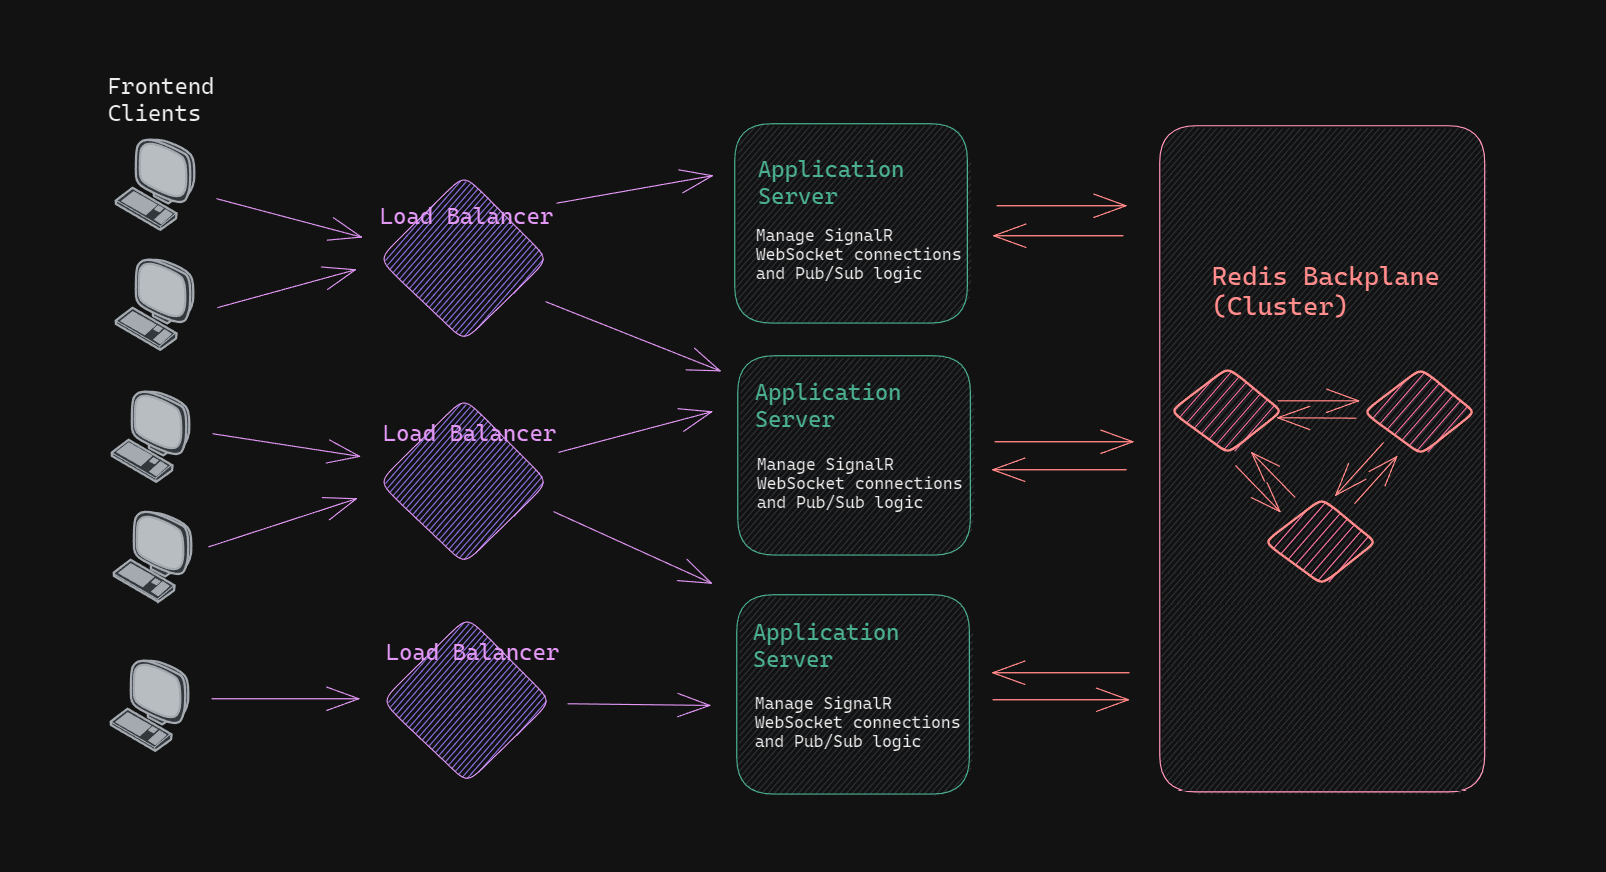 Frontend
Clients
Load Balancer
Load Balancer
Load Balancer
Application
Server
Manage SignalR
WebSocket connections
and Pub/Sub logic
Application
Server
Manage SignalR
WebSocket connections
and Pub/Sub logic
Application
Server
Manage SignalR
WebSocket connections
and Pub/Sub logic
Redis Backplane
(Cluster)